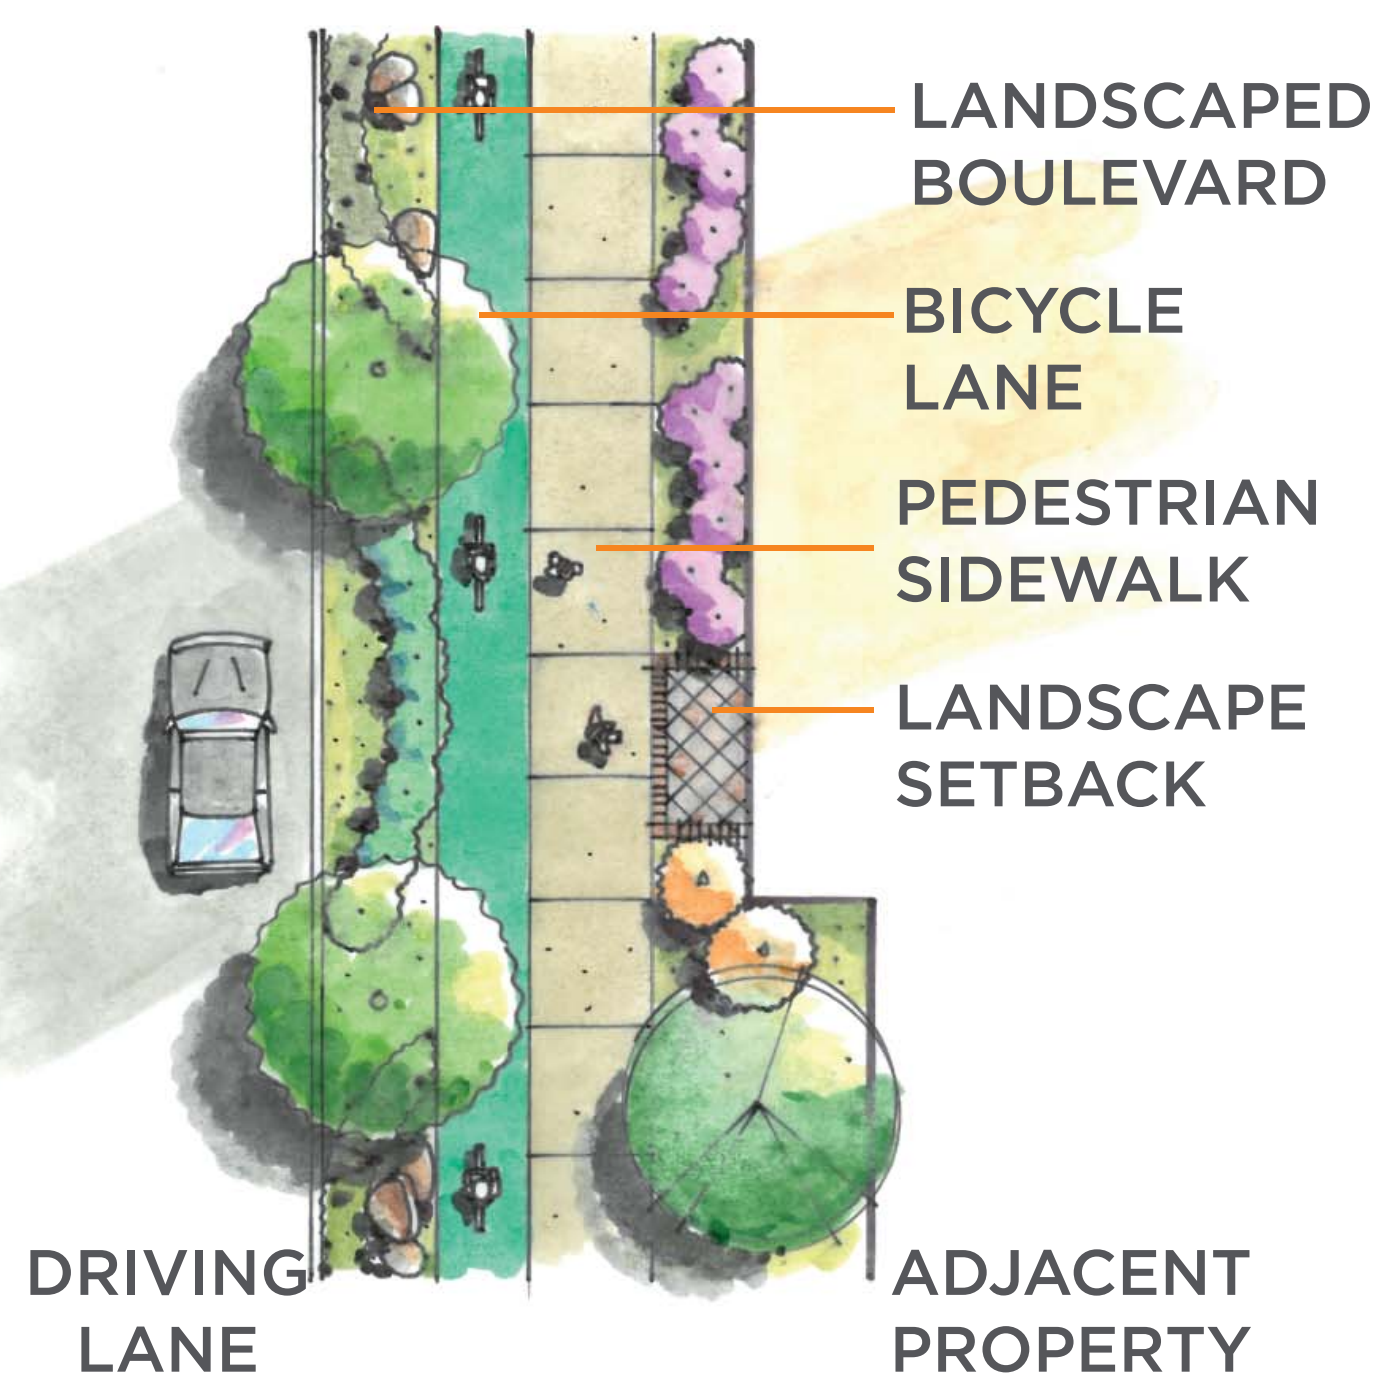 LANDSCAPED
BOULEVARD
BICYCLE
LANE
PEDESTRIAN
SIDEWALK
LANDSCAPE
SETBACK
DRIVING
LANE
ADJACENT
PROPERTY